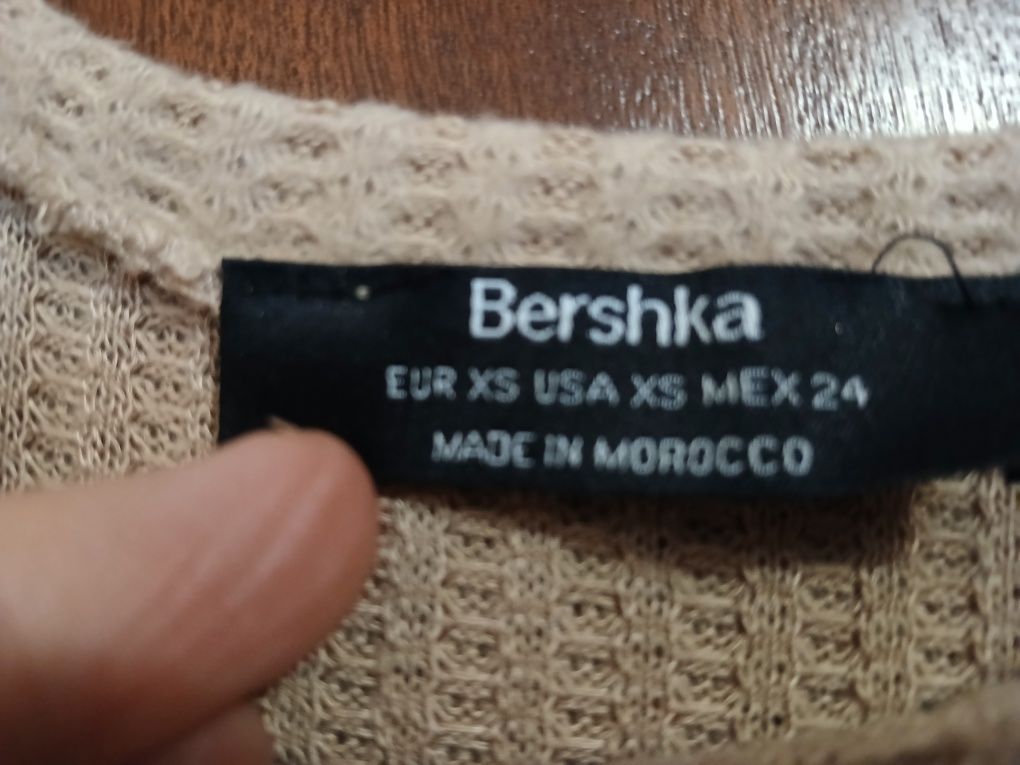 Bershka
EUR XS USA XS MEX 24
MADE IN MOROCCO